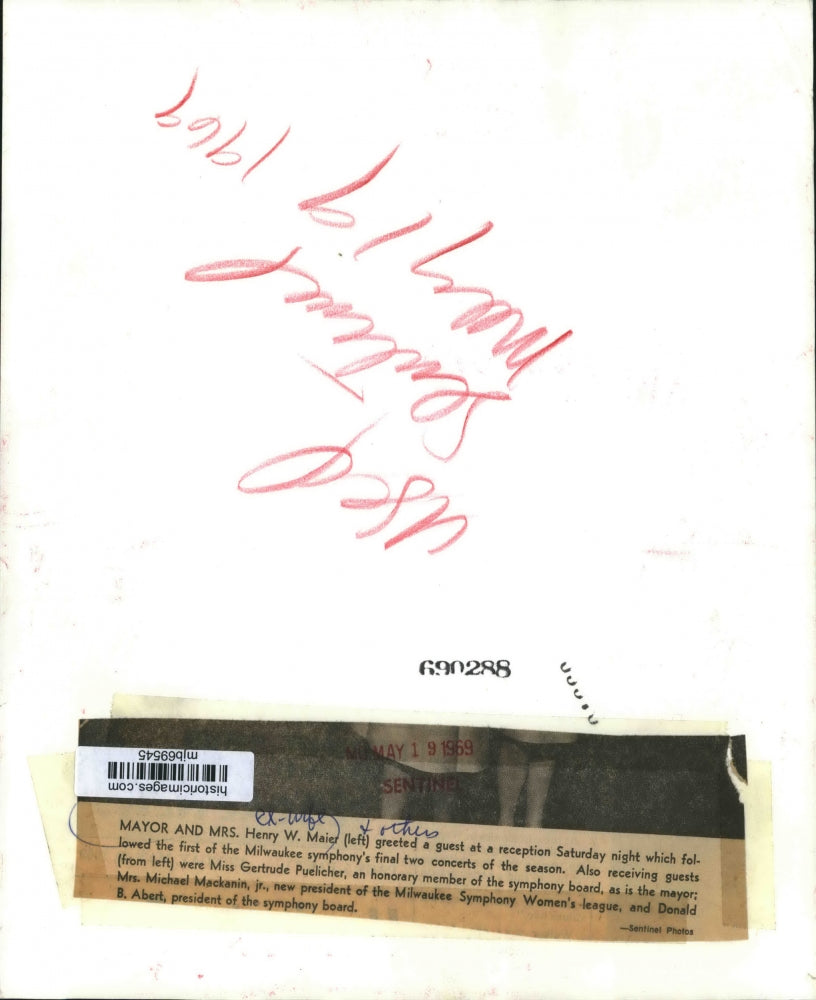 used
Sentinel
May 19
1969
690288
MAY 19 1969
SENTINEL
mjb69545
historicimages.com
ex-wife & others
MAYOR AND MRS. Henry W. Maier (left) greeted a guest at a reception Saturday night which fol-
lowed the first of the Milwaukee symphony's final two concerts of the season. Also receiving guests
(from left) were Miss Gertrude Puelicher, an honorary member of the symphony board, as is the mayor;
Mrs. Michael Mackanin, jr., new president of the Milwaukee Symphony Women's league, and Donald
B. Abert, president of the symphony board.
—Sentinel Photos